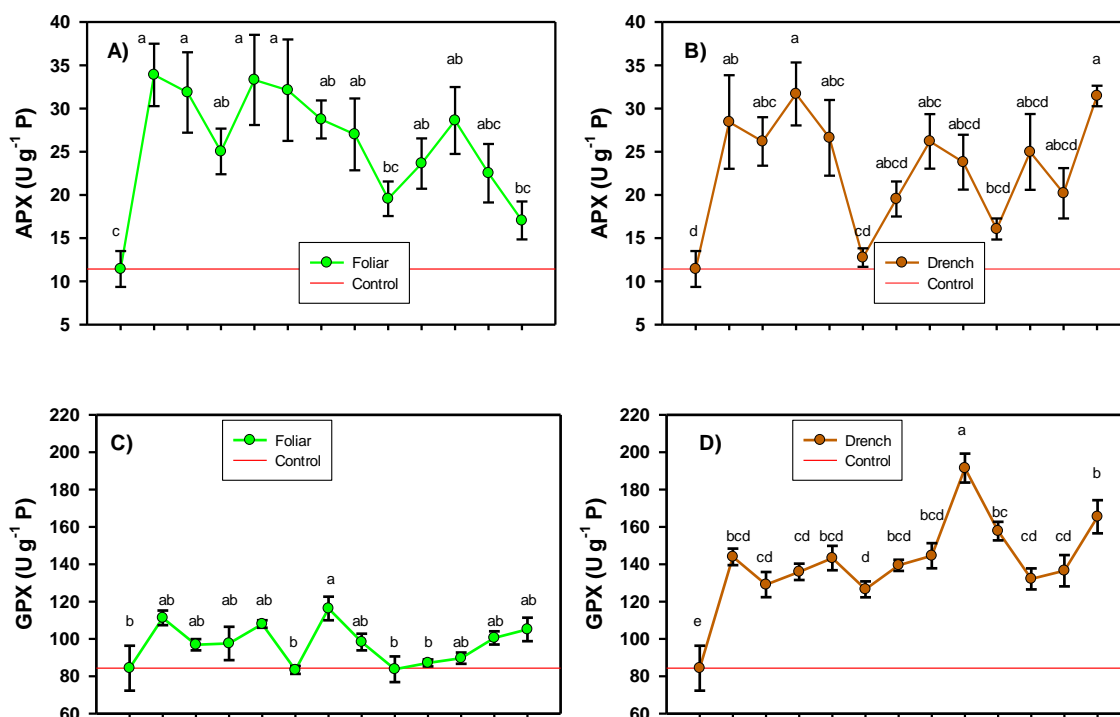 A)
APX (U g⁻¹ P)
40
35
30
25
20
15
10
5
a
a
a
a
ab
ab
ab
ab
ab
abc
bc
bc
c
Foliar
Control
B)
APX (U g⁻¹ P)
40
35
30
25
20
15
10
5
a
a
ab
abc
abc
abc
abcd
abcd
abcd
abcd
bcd
cd
d
Drench
Control
C)
GPX (U g⁻¹ P)
220
200
180
160
140
120
100
80
60
Foliar
Control
b
ab
ab
ab
ab
b
a
ab
b
b
ab
ab
ab
D)
GPX (U g⁻¹ P)
220
200
180
160
140
120
100
80
60
Drench
Control
e
bcd
cd
cd
bcd
d
bcd
bcd
a
bc
cd
cd
b